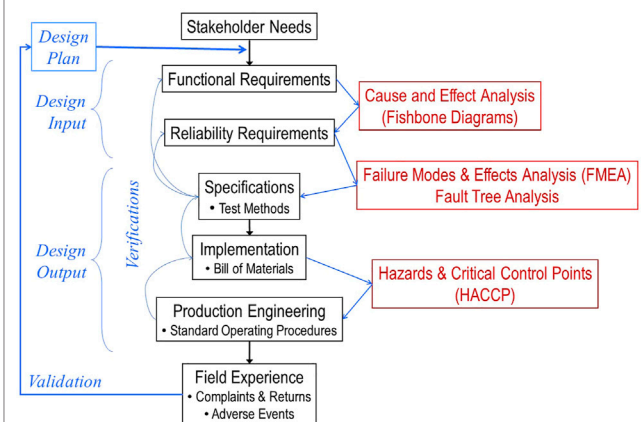 Stakeholder Needs
Design
Plan
Functional Requirements
Design
Input
Cause and Effect Analysis
(Fishbone Diagrams)
Reliability Requirements
Failure Modes & Effects Analysis (FMEA)
Fault Tree Analysis
Specifications
• Test Methods
Verifications
Design
Output
Implementation
• Bill of Materials
Hazards & Critical Control Points
(HACCP)
Production Engineering
• Standard Operating Procedures
Validation
Field Experience
• Complaints & Returns
• Adverse Events